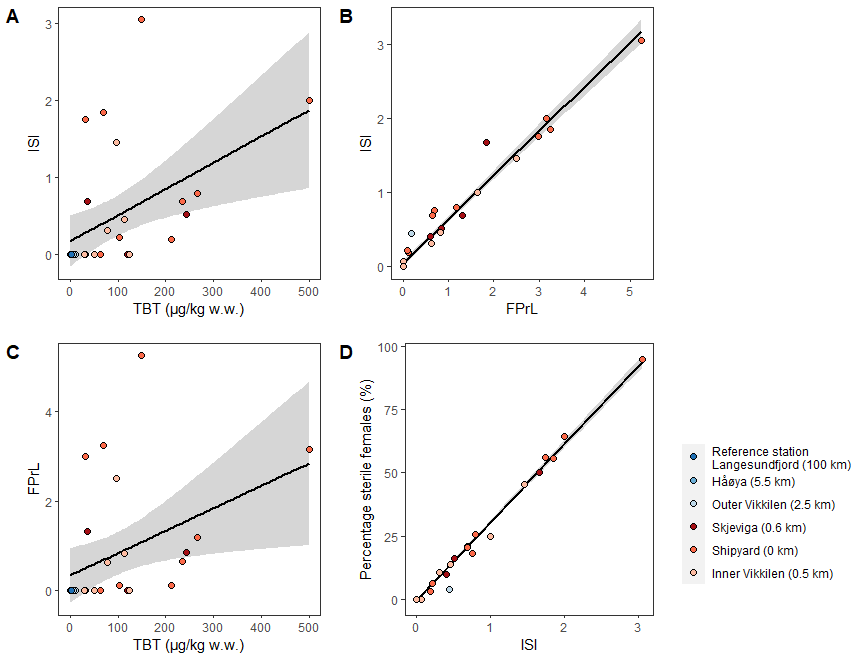 A
ISI
3
2
1
0
0
100
200
300
400
500
TBT (µg/kg w.w.)
B
ISI
3
2
1
0
0
1
2
3
4
5
FPrL
C
FPrL
4
2
0
0
100
200
300
400
500
TBT (µg/kg w.w.)
D
Percentage sterile females (%)
100
75
50
25
0
0
1
2
3
ISI
Reference station
Langesundfjord (100 km)
Håøya (5.5 km)
Outer Vikkilen (2.5 km)
Skjeviga (0.6 km)
Shipyard (0 km)
Inner Vikkilen (0.5 km)